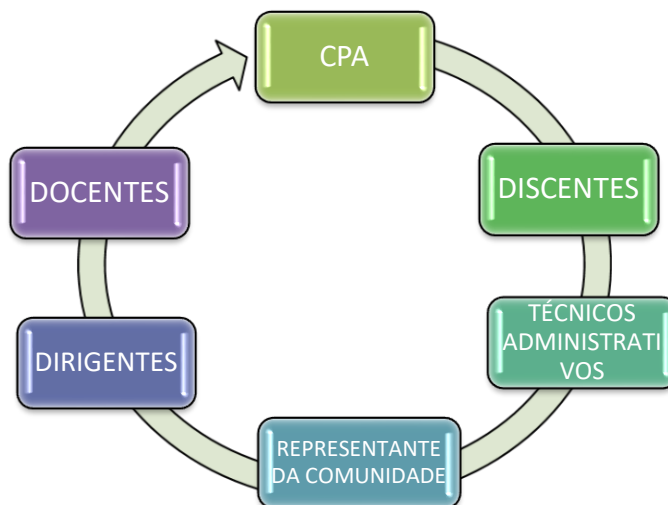 CPA
DISCENTES
TÉCNICOS
ADMINISTRATI
VOS
REPRESENTANTE
DA COMUNIDADE
DIRIGENTES
DOCENTES